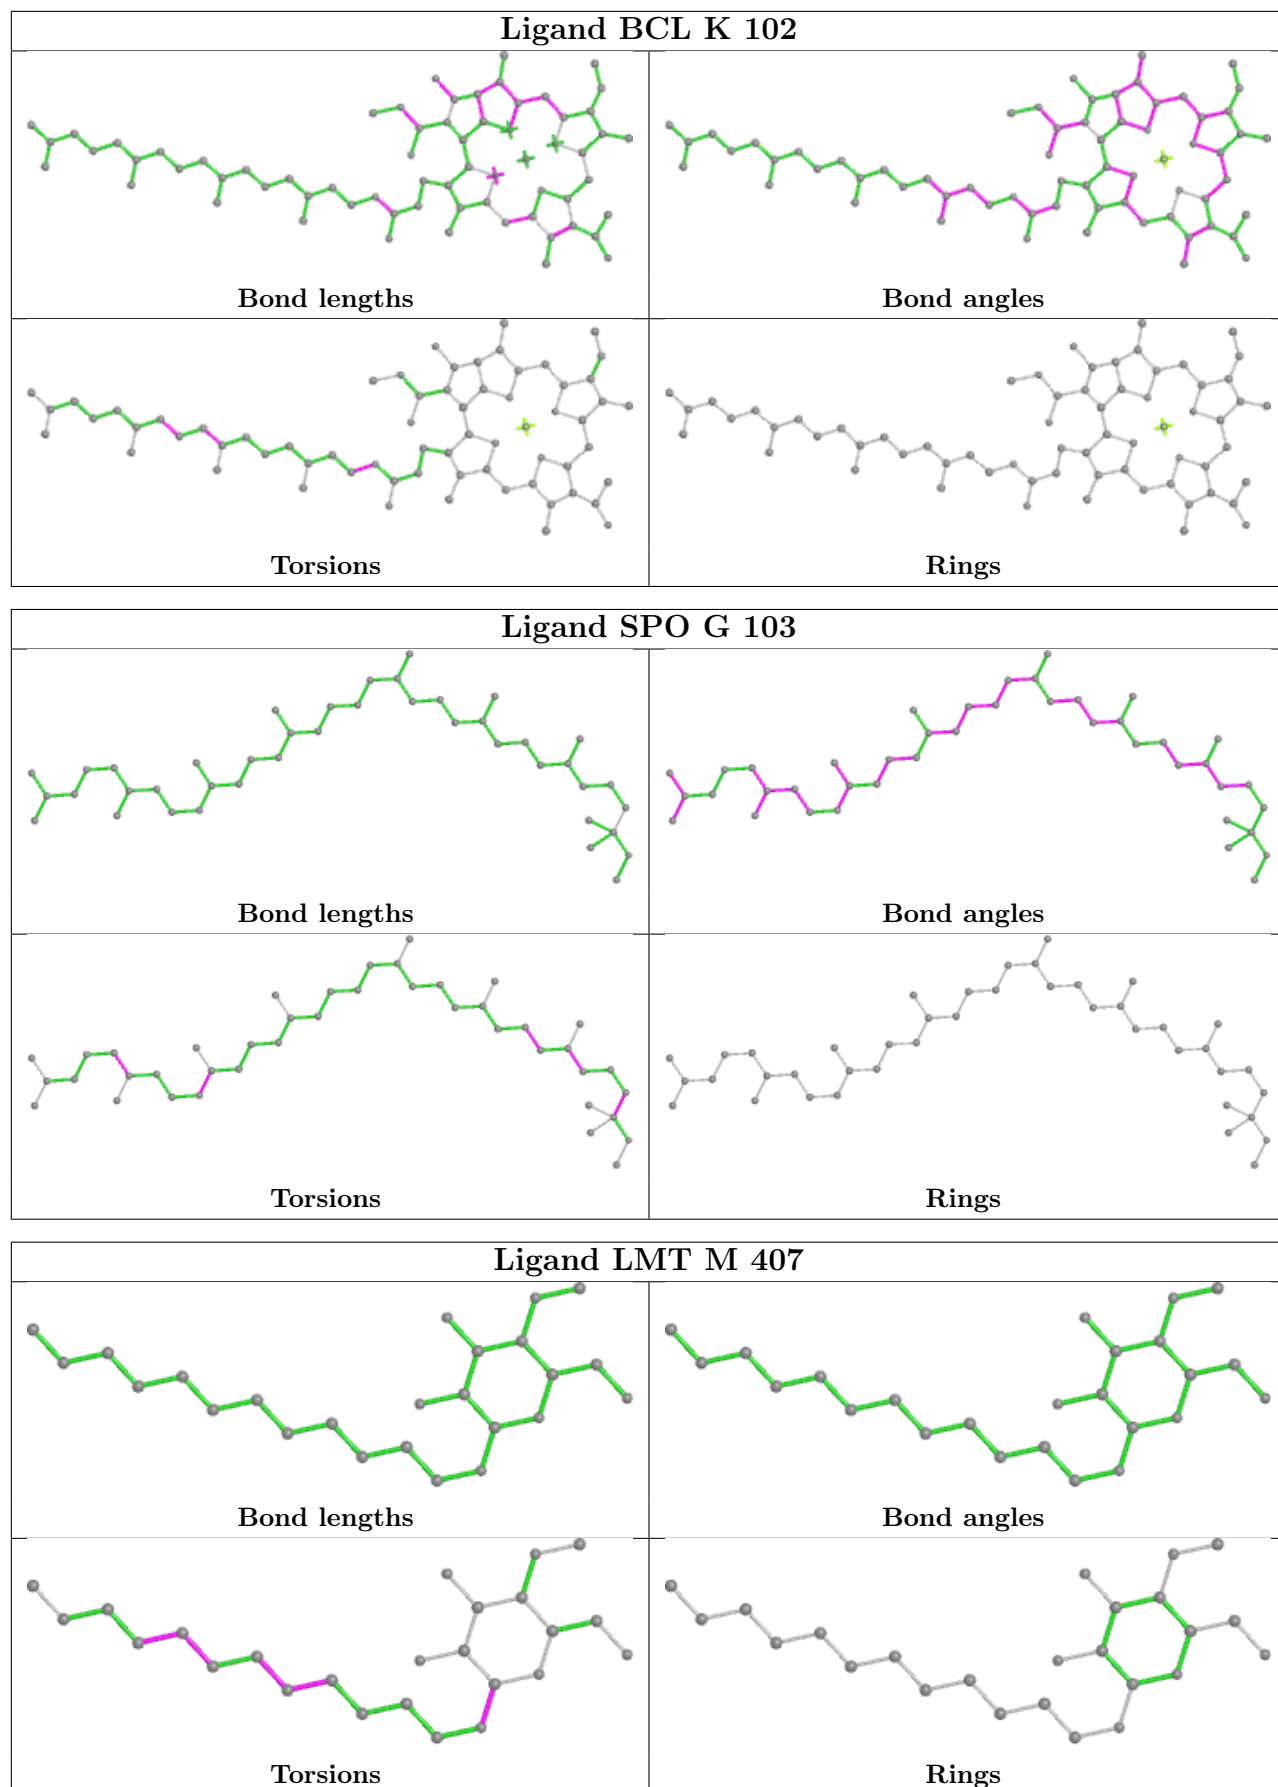 Ligand BCL K 102
Bond lengths
Bond angles
Torsions
Rings
Ligand SPO G 103
Bond lengths
Bond angles
Torsions
Rings
Ligand LMT M 407
Bond lengths
Bond angles
Torsions
Rings